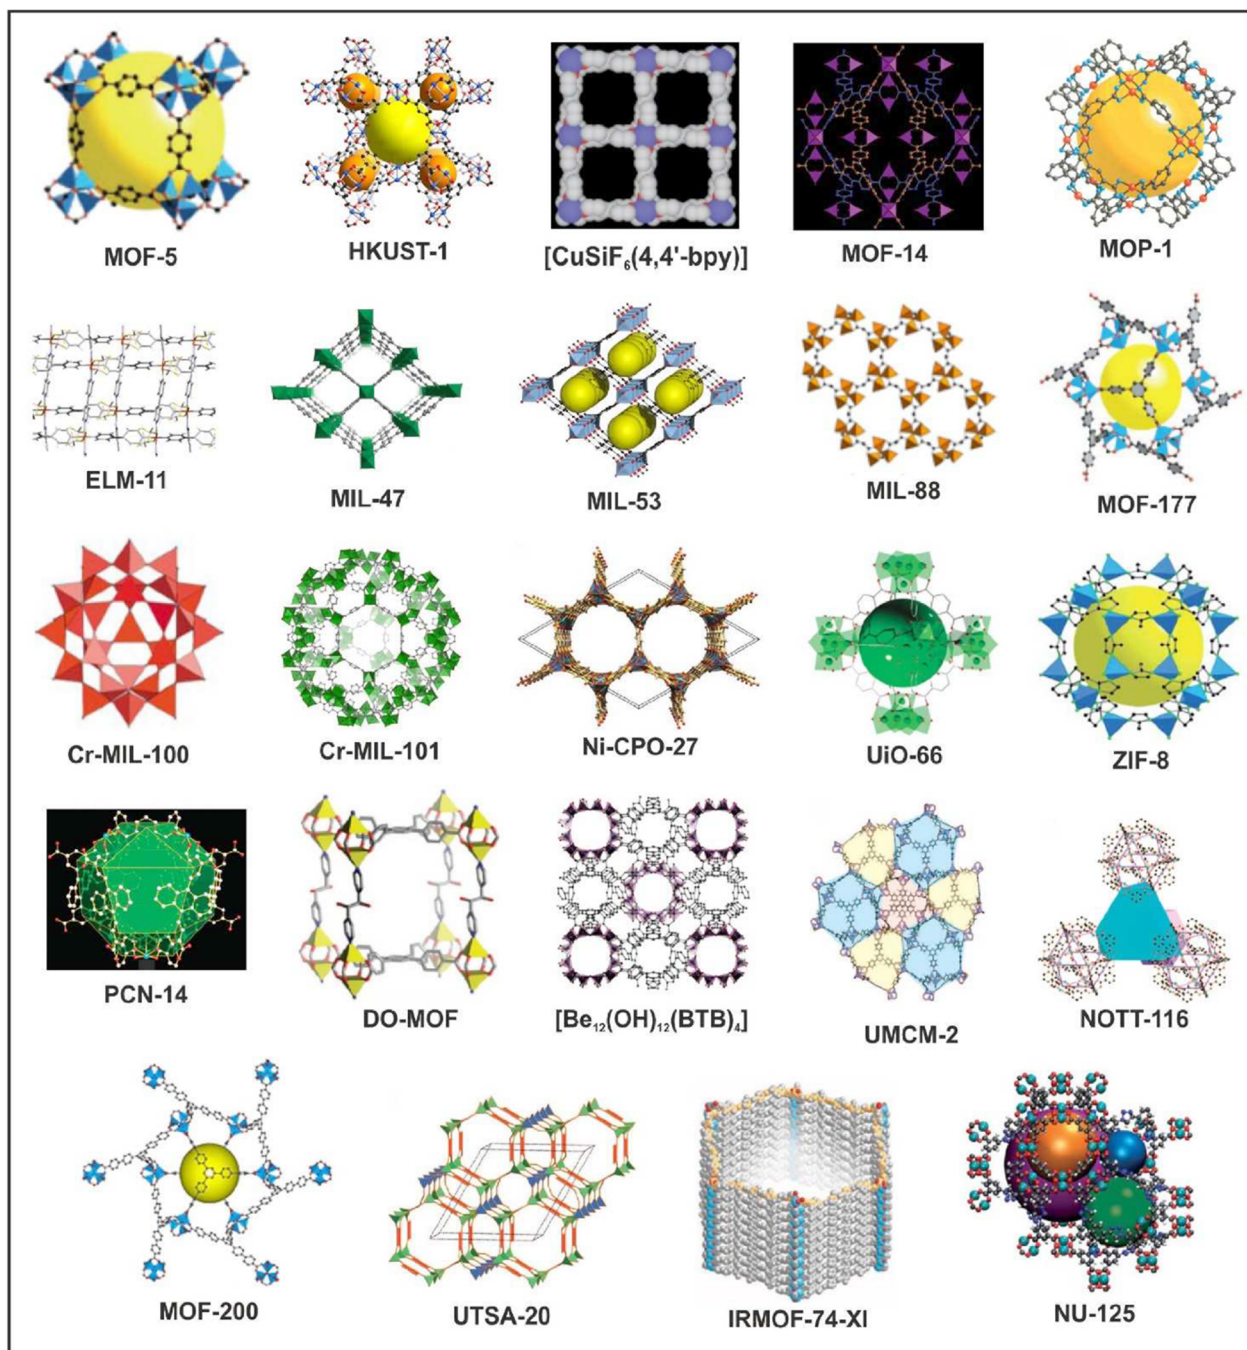 MOF-5
HKUST-1
[CuSiF₆(4,4'-bpy)]
MOF-14
MOP-1
ELM-11
MIL-47
MIL-53
MIL-88
MOF-177
Cr-MIL-100
Cr-MIL-101
Ni-CPO-27
UiO-66
ZIF-8
PCN-14
DO-MOF
[Be₁₂(OH)₁₂(BTB)₄]
UMCM-2
NOTT-116
MOF-200
UTSA-20
IRMOF-74-XI
NU-125